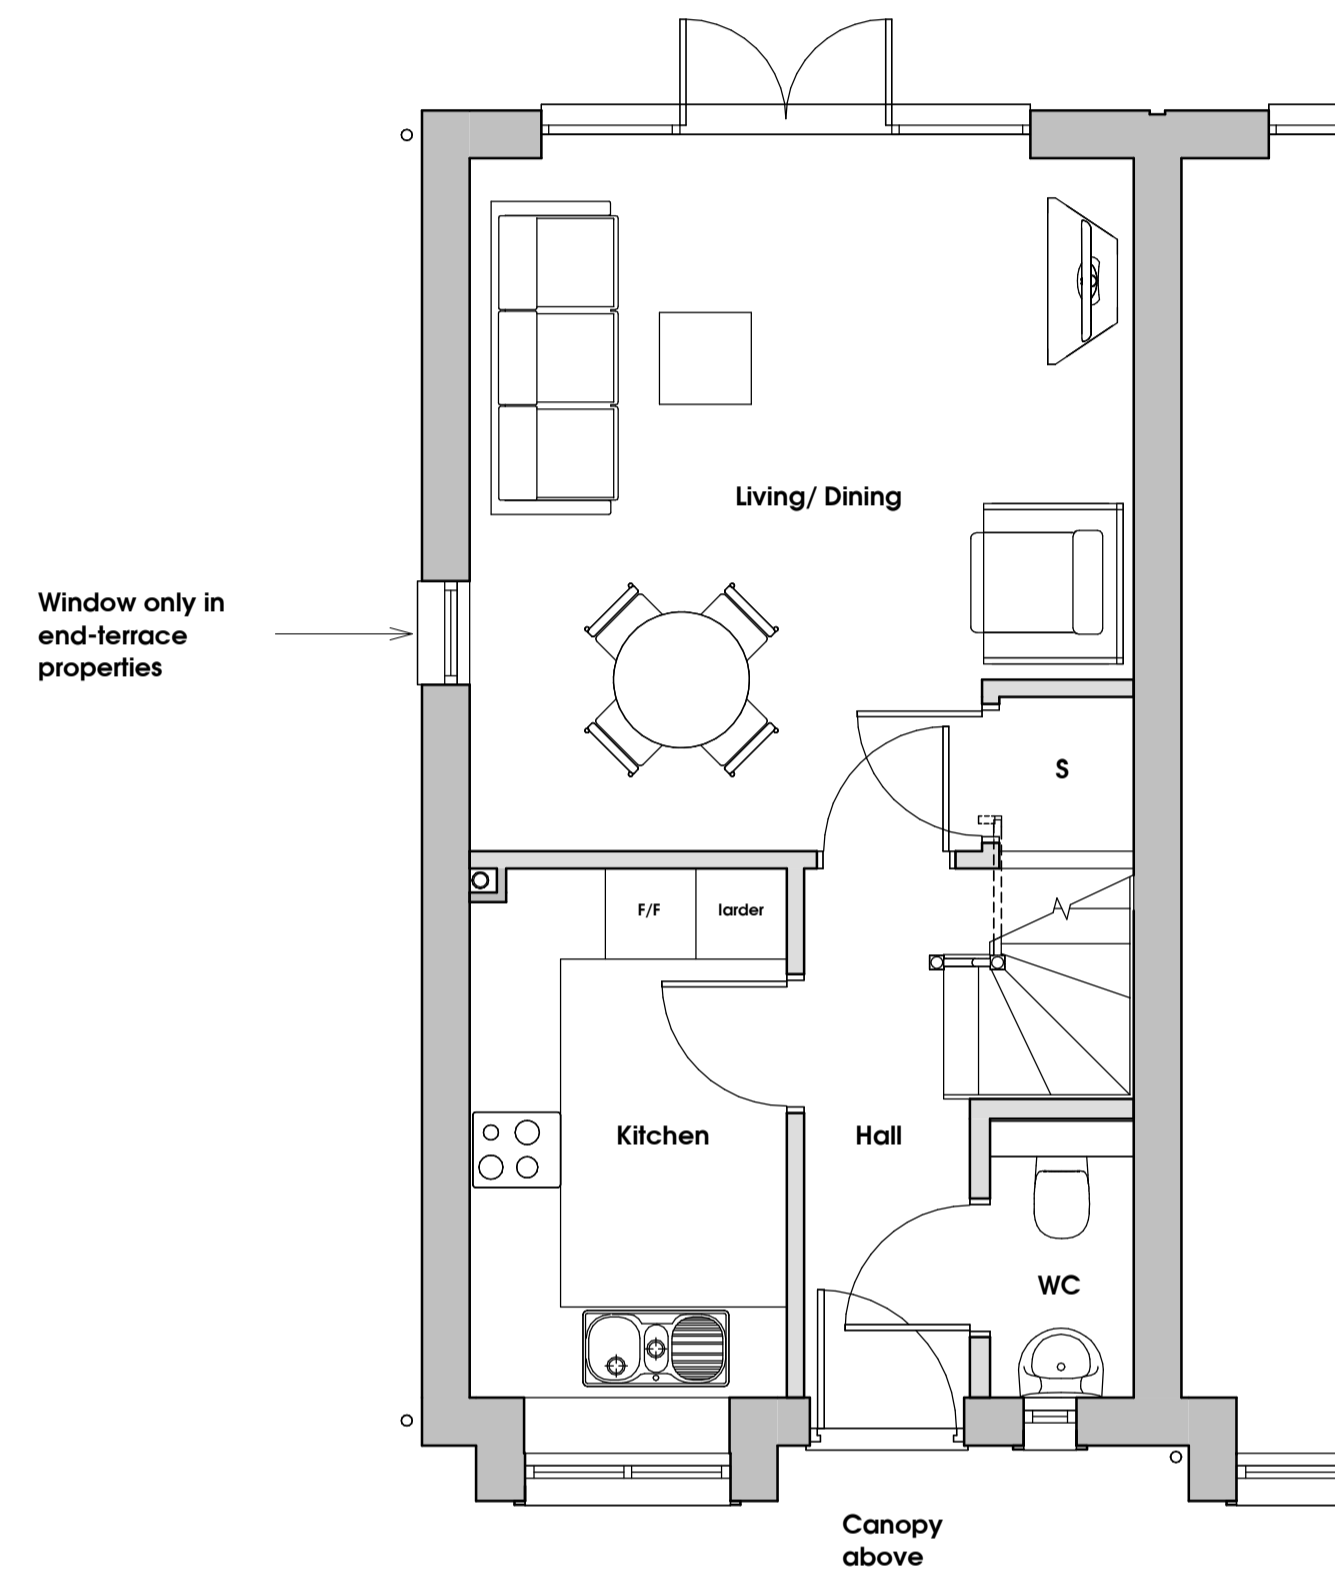 Living/ Dining
Window only in
end-terrace
properties
S
F/F
larder
Kitchen
Hall
WC
Canopy
above